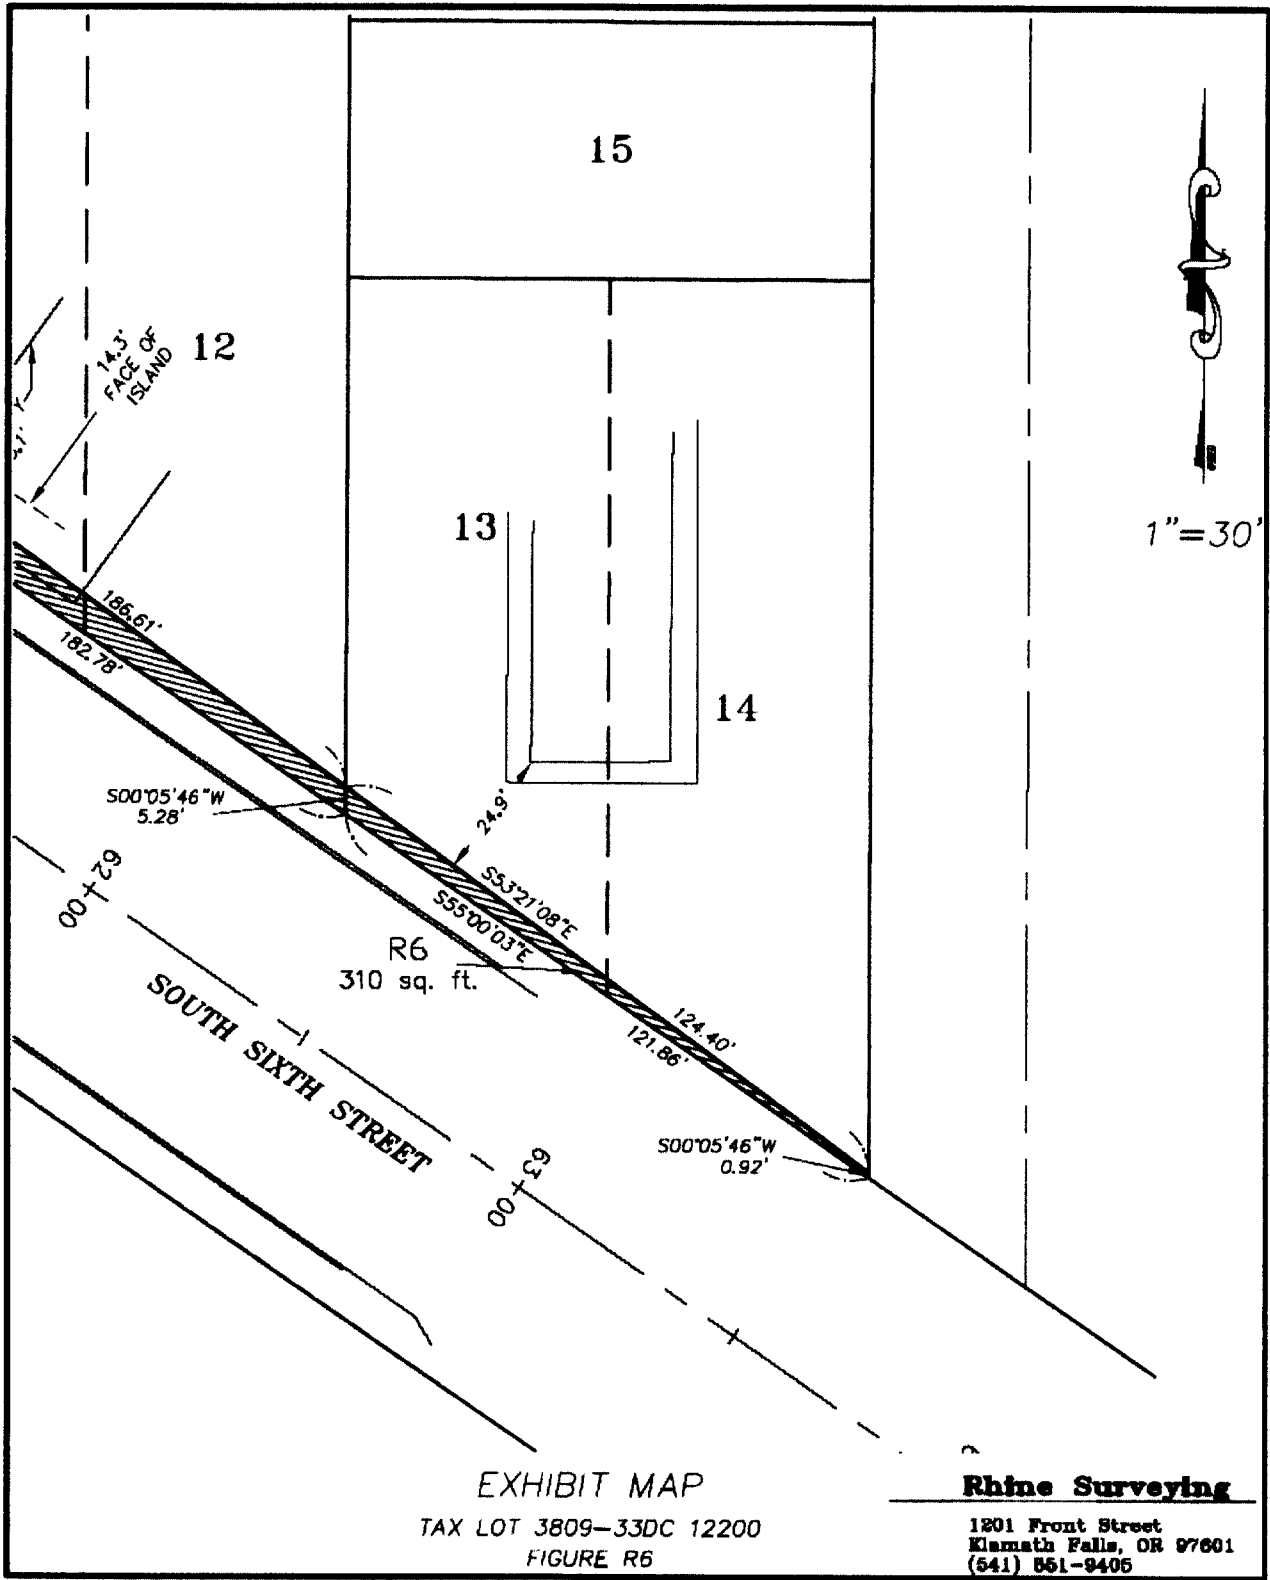 15
12
14.3'
FACE OF
ISLAND
1"=30'
13
14
186.61'
182.78'
S00°05'46"W
5.28'
24.9'
S53°21'08"E
S55°00'03"E
62+00
R6
310 sq. ft.
SOUTH SIXTH STREET
124.40'
121.86'
63+00
S00°05'46"W
0.92'
EXHIBIT MAP
TAX LOT 3809-33DC 12200
FIGURE R6
Rhine Surveying
1201 Front Street
Klamath Falls, OR 97601
(541) 851-9405